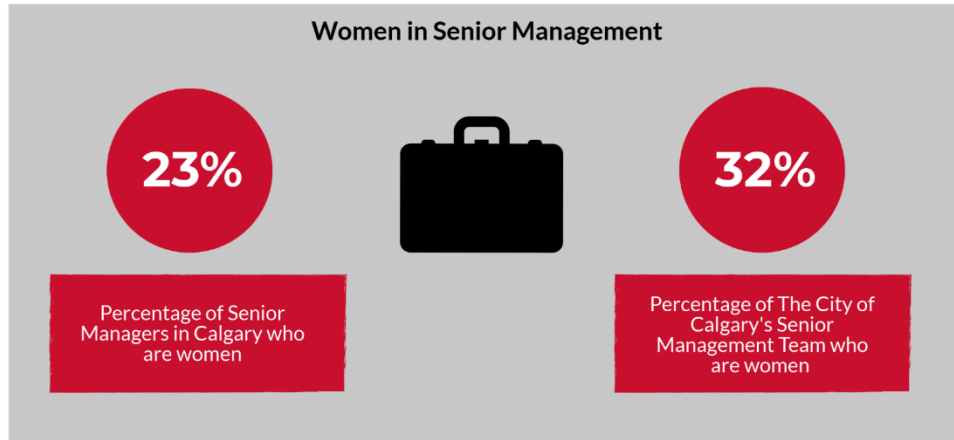 Women in Senior Management
23%
32%
Percentage of Senior
Managers in Calgary who
are women
Percentage of The City of
Calgary's Senior
Management Team who
are women